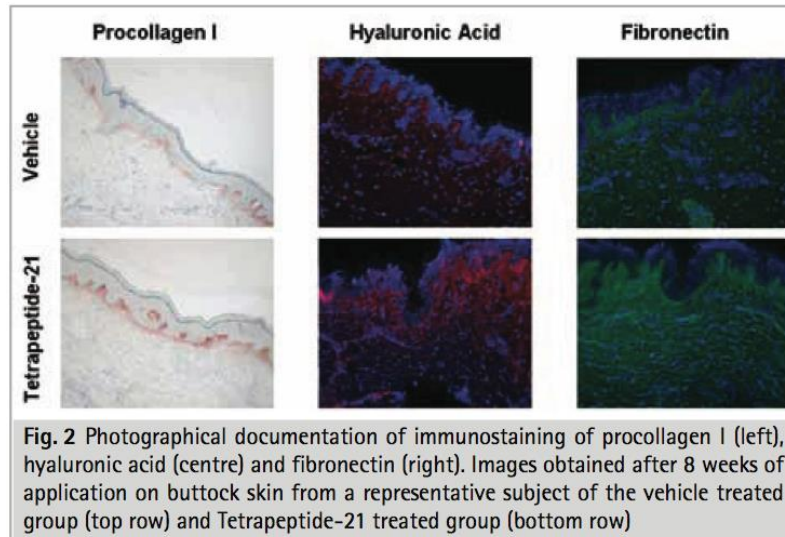 Procollagen I
Hyaluronic Acid
Fibronectin
Vehicle
Tetrapeptide-21
Fig. 2 Photographical documentation of immunostaining of procollagen I (left),
hyaluronic acid (centre) and fibronectin (right). Images obtained after 8 weeks of
application on buttock skin from a representative subject of the vehicle treated
group (top row) and Tetrapeptide-21 treated group (bottom row)